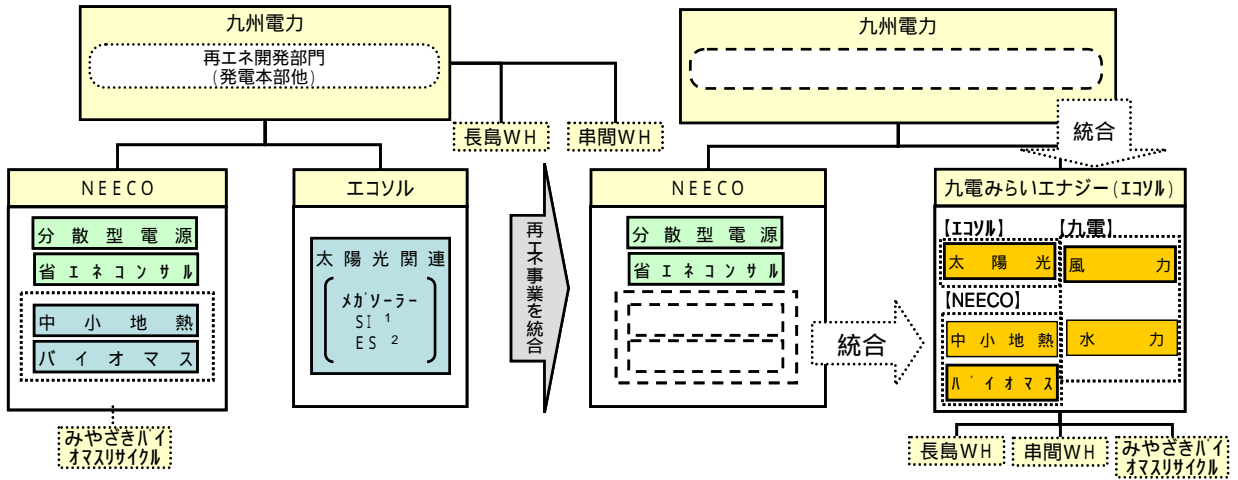 九州電力
再エネ開発部門
(発電本部他)
長島WH
串間WH
NEECO
分散型電源
省エネコンサル
中小地熱
バイオマス
みやざきバイ
オマスリサイクル
エコソル
太陽光関連
メガソーラー
SI 1
ES 2
再エネ事業を統合
九州電力
統合
NEECO
分散型電源
省エネコンサル
統合
九電みらいエナジー(エコソル)
【エコソル】
【九電】
太陽光
風力
【NEECO】
中小地熱
水力
バイオマス
長島WH
串間WH
みやざきバイ
オマスリサイクル